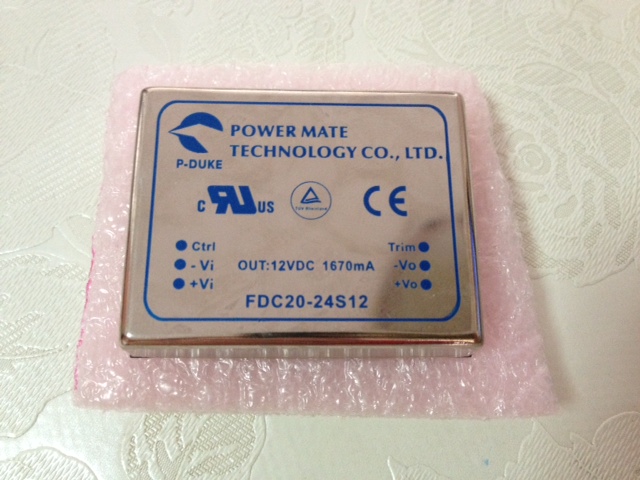 POWER MATE
TECHNOLOGY CO., LTD.
P-DUKE
C RU US
CE
Ctrl
Trim
- Vi
OUT:12VDC 1670mA
-Vo
+Vi
+Vo
FDC20-24S12